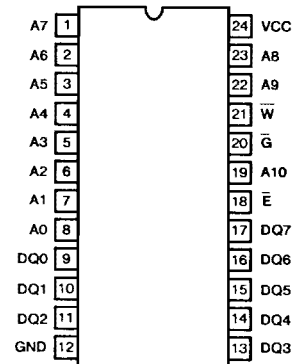 A7 1 24 VCC
A6 2 23 A8
A5 3 22 A9
A4 4 21 W̅
A3 5 20 G̅
A2 6 19 A10
A1 7 18 E̅
A0 8 17 DQ7
DQ0 9 16 DQ6
DQ1 10 15 DQ5
DQ2 11 14 DQ4
GND 12 13 DQ3